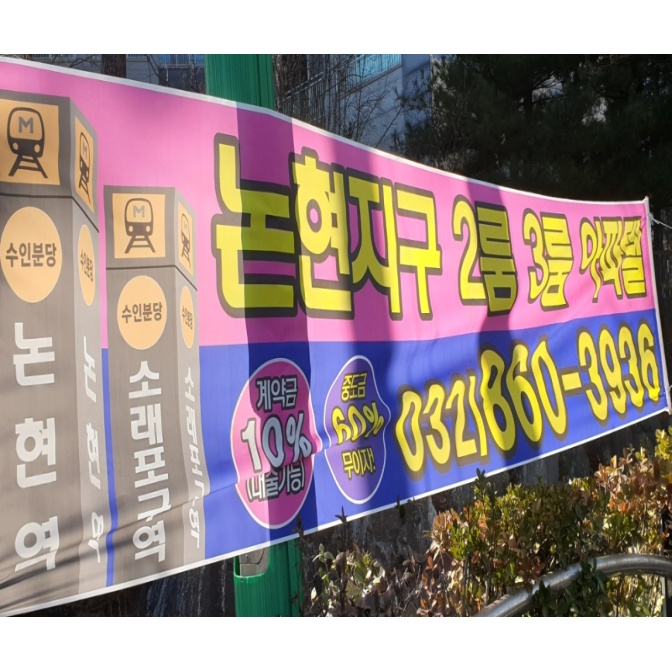 M
수인분당
논현역
M
수인분당
소래포구역
논현지구 2룸 3룸 아파텔
계약금
10%
(대출가능)
중도금
60%
무이자!
032)860-3936